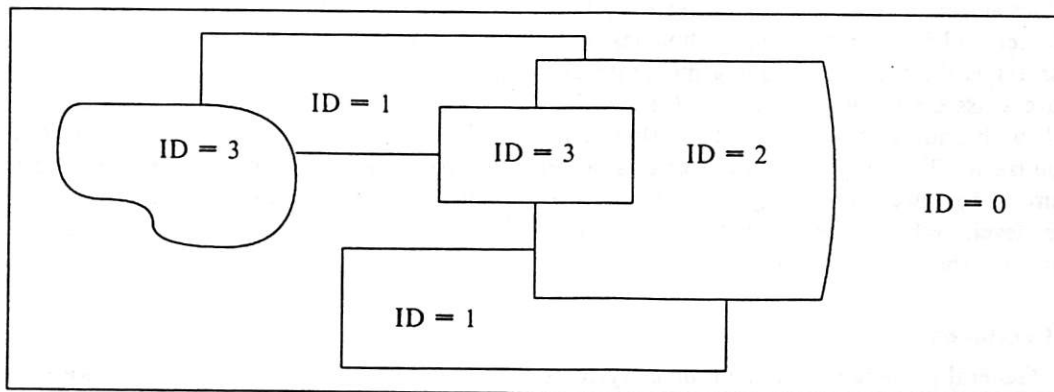 ID = 1
ID = 3
ID = 3
ID = 2
ID = 0
ID = 1